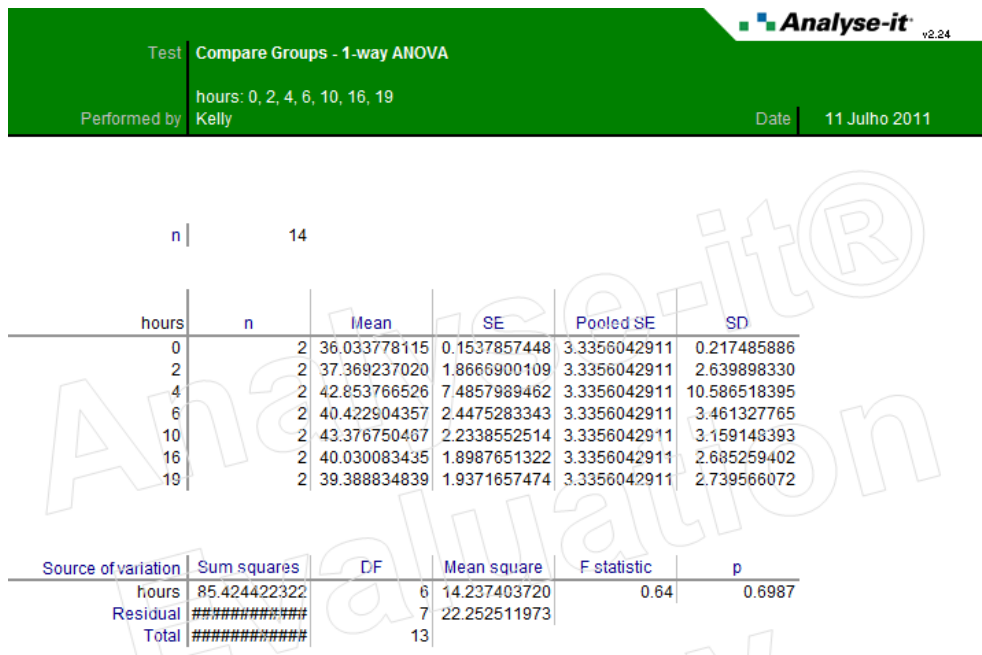 Analyse-it v2.24
Test Compare Groups - 1-way ANOVA
hours: 0, 2, 4, 6, 10, 16, 19
Performed by Kelly Date 11 Julho 2011
n 14
hours n Mean SE Pooled SE SD
0 2 36.033778115 0.1537857448 3.3356042911 0.217485886
2 2 37.369237020 1.8666900109 3.3356042911 2.639898330
4 2 42.853766526 7.4857989462 3.3356042911 10.586518395
6 2 40.422904357 2.4475283343 3.3356042911 3.461327765
10 2 43.376750467 2.2338552514 3.3356042911 3.159148393
16 2 40.030083435 1.8987651322 3.3356042911 2.685259402
19 2 39.388834839 1.9371657474 3.3356042911 2.739566072
Source of variation Sum squares DF Mean square F statistic p
hours 85.424422322 6 14.237403720 0.64 0.6987
Residual ############ 7 22.252511973
Total ############ 13
Analyse-it®
Evaluation